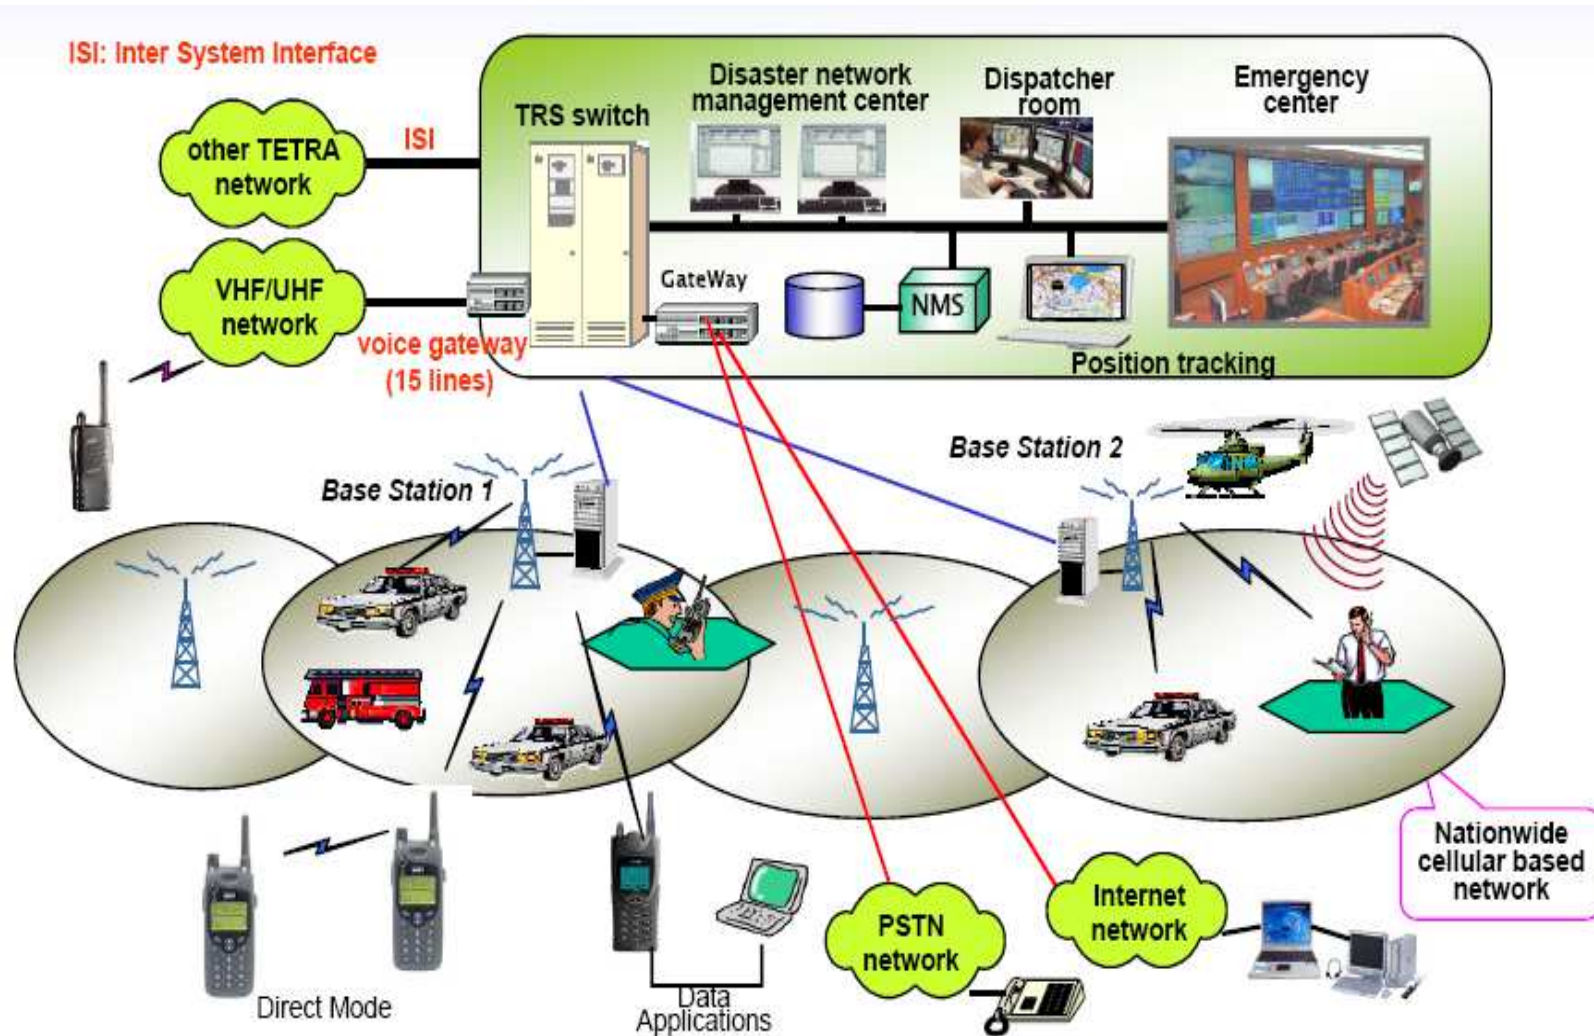 ISI: Inter System Interface
Disaster network
management center
Dispatcher
room
Emergency
center
TRS switch
other TETRA
network
ISI
VHF/UHF
network
GateWay
NMS
voice gateway
(15 lines)
Position tracking
Base Station 1
Base Station 2
Nationwide
cellular based
network
PSTN
network
Internet
network
Direct Mode
Data
Applications